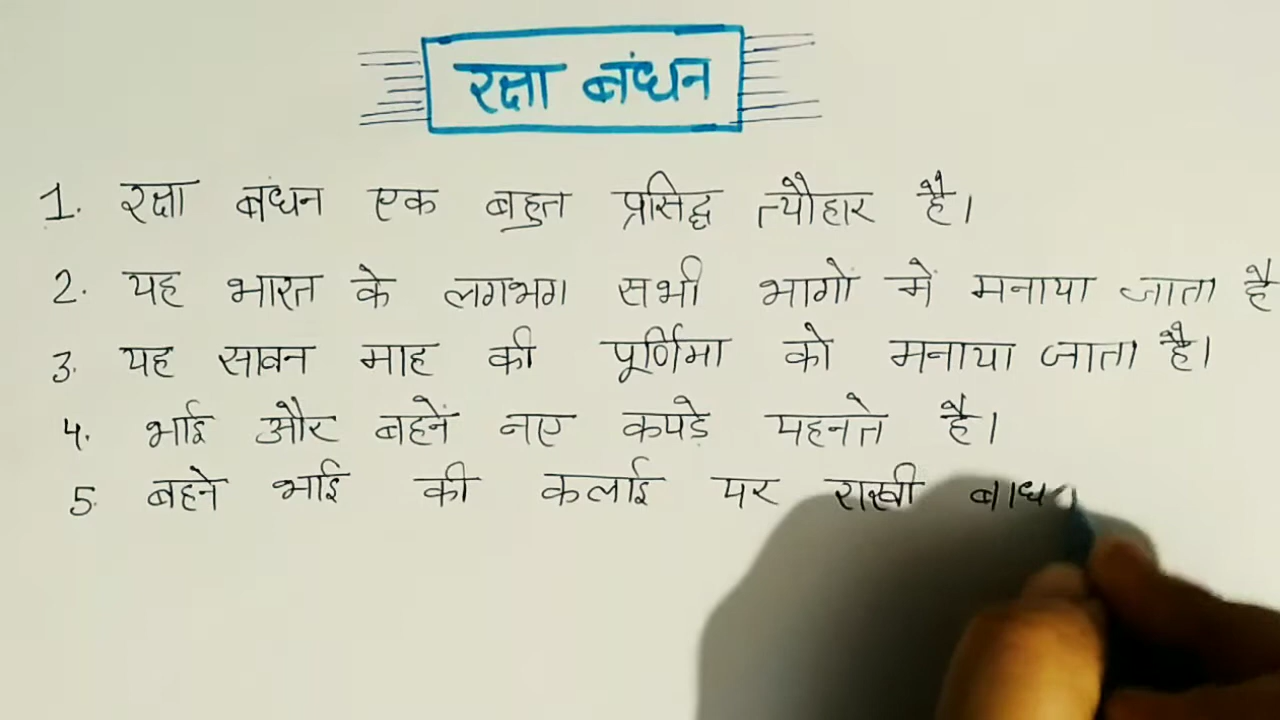 रक्षा बंधन
1. रक्षा बंधन एक बहुत प्रसिद्ध त्यौहार है।
2. यह भारत के लगभग सभी भागों में मनाया जाता है
3. यह सावन माह की पूर्णिमा को मनाया जाता है।
4. भाई और बहनें नए कपड़े पहनते है।
5. बहने भाई की कलाई पर राखी